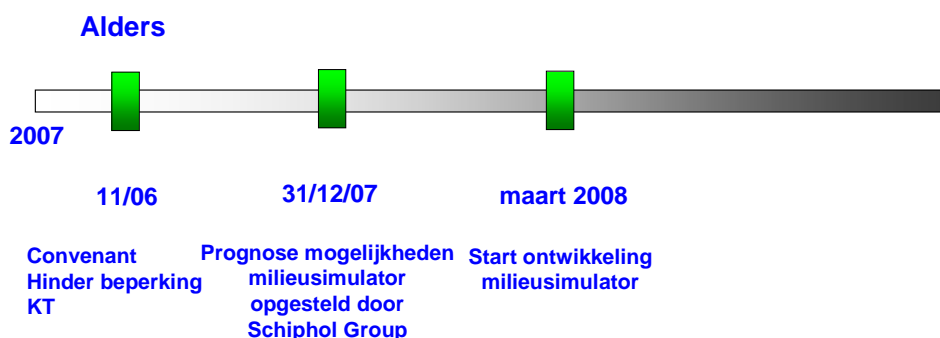 Alders
2007
11/06
31/12/07
maart 2008
Convenant
Hinder beperking
KT
Prognose mogelijkheden
milieusimulator
opgesteld door
Schiphol Group
Start ontwikkeling
milieusimulator